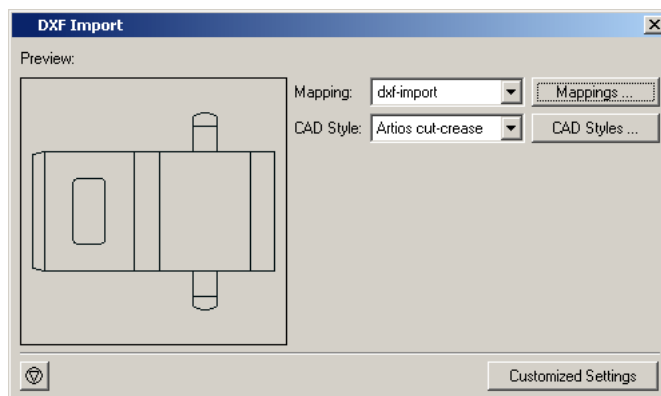 DXF Import
Preview:
Mapping: dxf-import Mappings ...
CAD Style: Artios cut-crease CAD Styles ...
Customized Settings